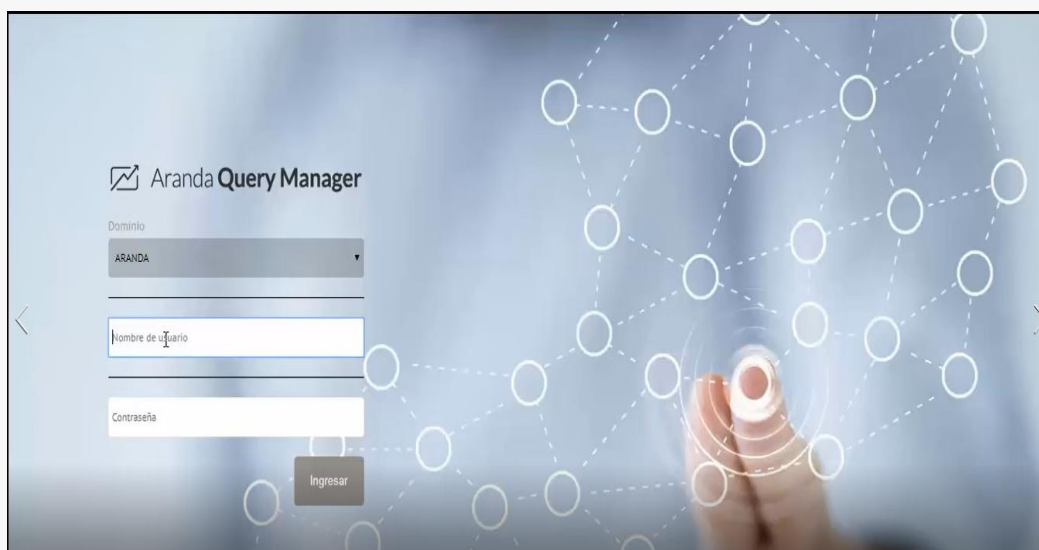 Aranda Query Manager
Dominio
ARANDA
Nombre de usuario
Contraseña
Ingresar